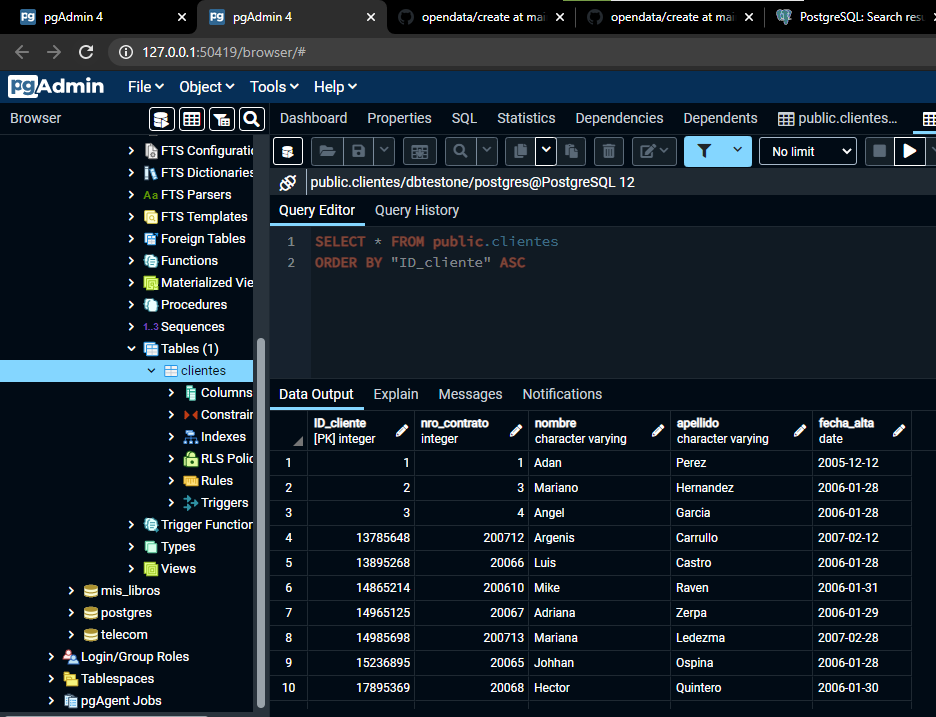 pgAdmin 4
pgAdmin 4
opendata/create at mai
opendata/create at mai
PostgreSQL: Search resu
127.0.0.1:50419/browser/#
pgAdmin File Object Tools Help
Browser
Dashboard Properties SQL Statistics Dependencies Dependents public.clientes...
No limit
public.clientes/dbtestone/postgres@PostgreSQL 12
Query Editor Query History
1 SELECT * FROM public.clientes
2 ORDER BY "ID_cliente" ASC
FTS Configuratio
FTS Dictionaries
Aa FTS Parsers
FTS Templates
Foreign Tables
Functions
Materialized Vie
Procedures
1..3 Sequences
Tables (1)
clientes
Columns
Constrain
Indexes
RLS Polic
Rules
Triggers
Trigger Function
Types
Views
mis_libros
postgres
telecom
Login/Group Roles
Tablespaces
pgAgent Jobs
Data Output Explain Messages Notifications
ID_cliente nro_contrato nombre apellido fecha_alta
[PK] integer integer character varying character varying date
1 1 1 Adan Perez 2005-12-12
2 2 3 Mariano Hernandez 2006-01-28
3 3 4 Angel Garcia 2006-01-28
4 13785648 200712 Argenis Carrullo 2007-02-12
5 13895268 20066 Luis Castro 2006-01-28
6 14865214 200610 Mike Raven 2006-01-31
7 14965125 20067 Adriana Zerpa 2006-01-29
8 14985698 200713 Mariana Ledezma 2007-02-28
9 15236895 20065 Johhan Ospina 2006-01-28
10 17895369 20068 Hector Quintero 2006-01-30